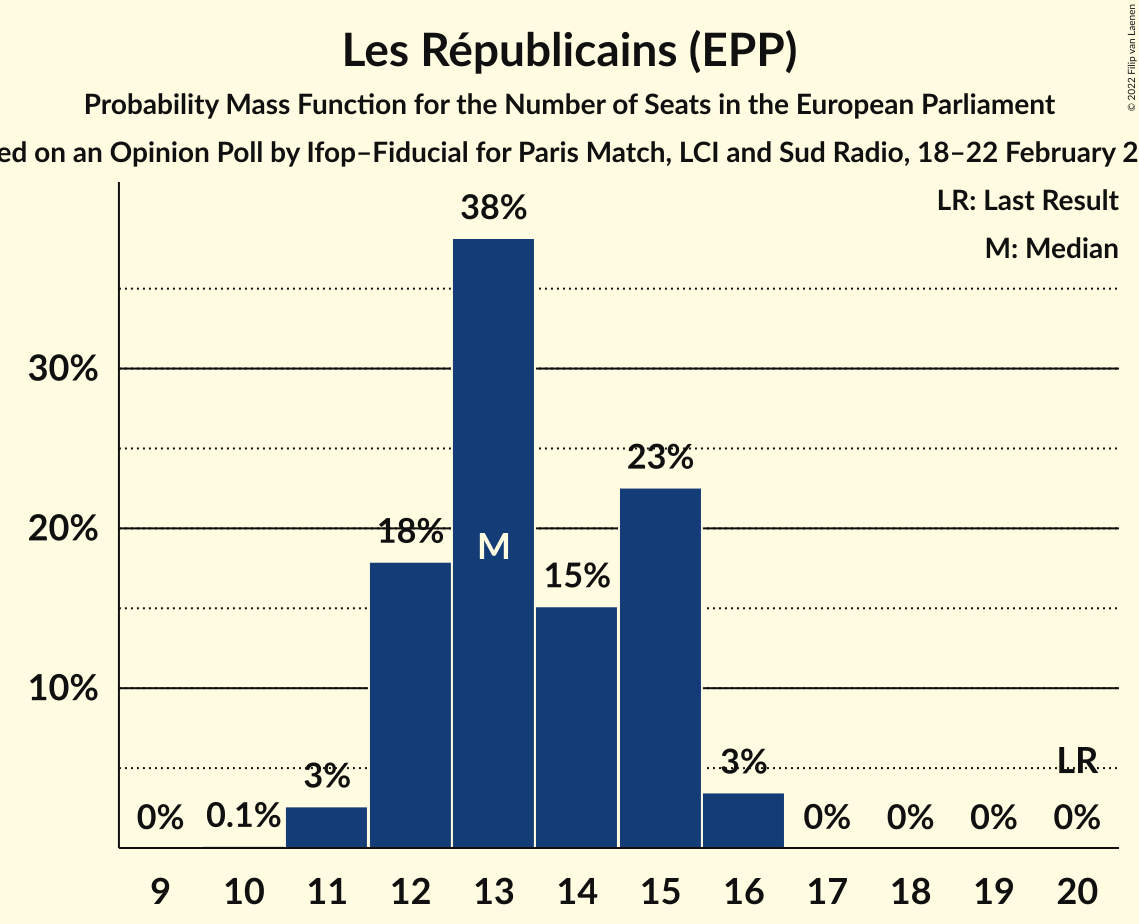 Les Républicains (EPP)
Probability Mass Function for the Number of Seats in the European Parliament
on an Opinion Poll by Ifop–Fiducial for Paris Match, LCI and Sud Radio, 18–22 February
© 2022 Filip van Laenen
LR: Last Result
M: Median
38%
30%
23%
20%
18%
M
15%
10%
3%
3%
LR
0%
0.1%
0%
0%
0%
0%
9 10 11 12 13 14 15 16 17 18 19 20